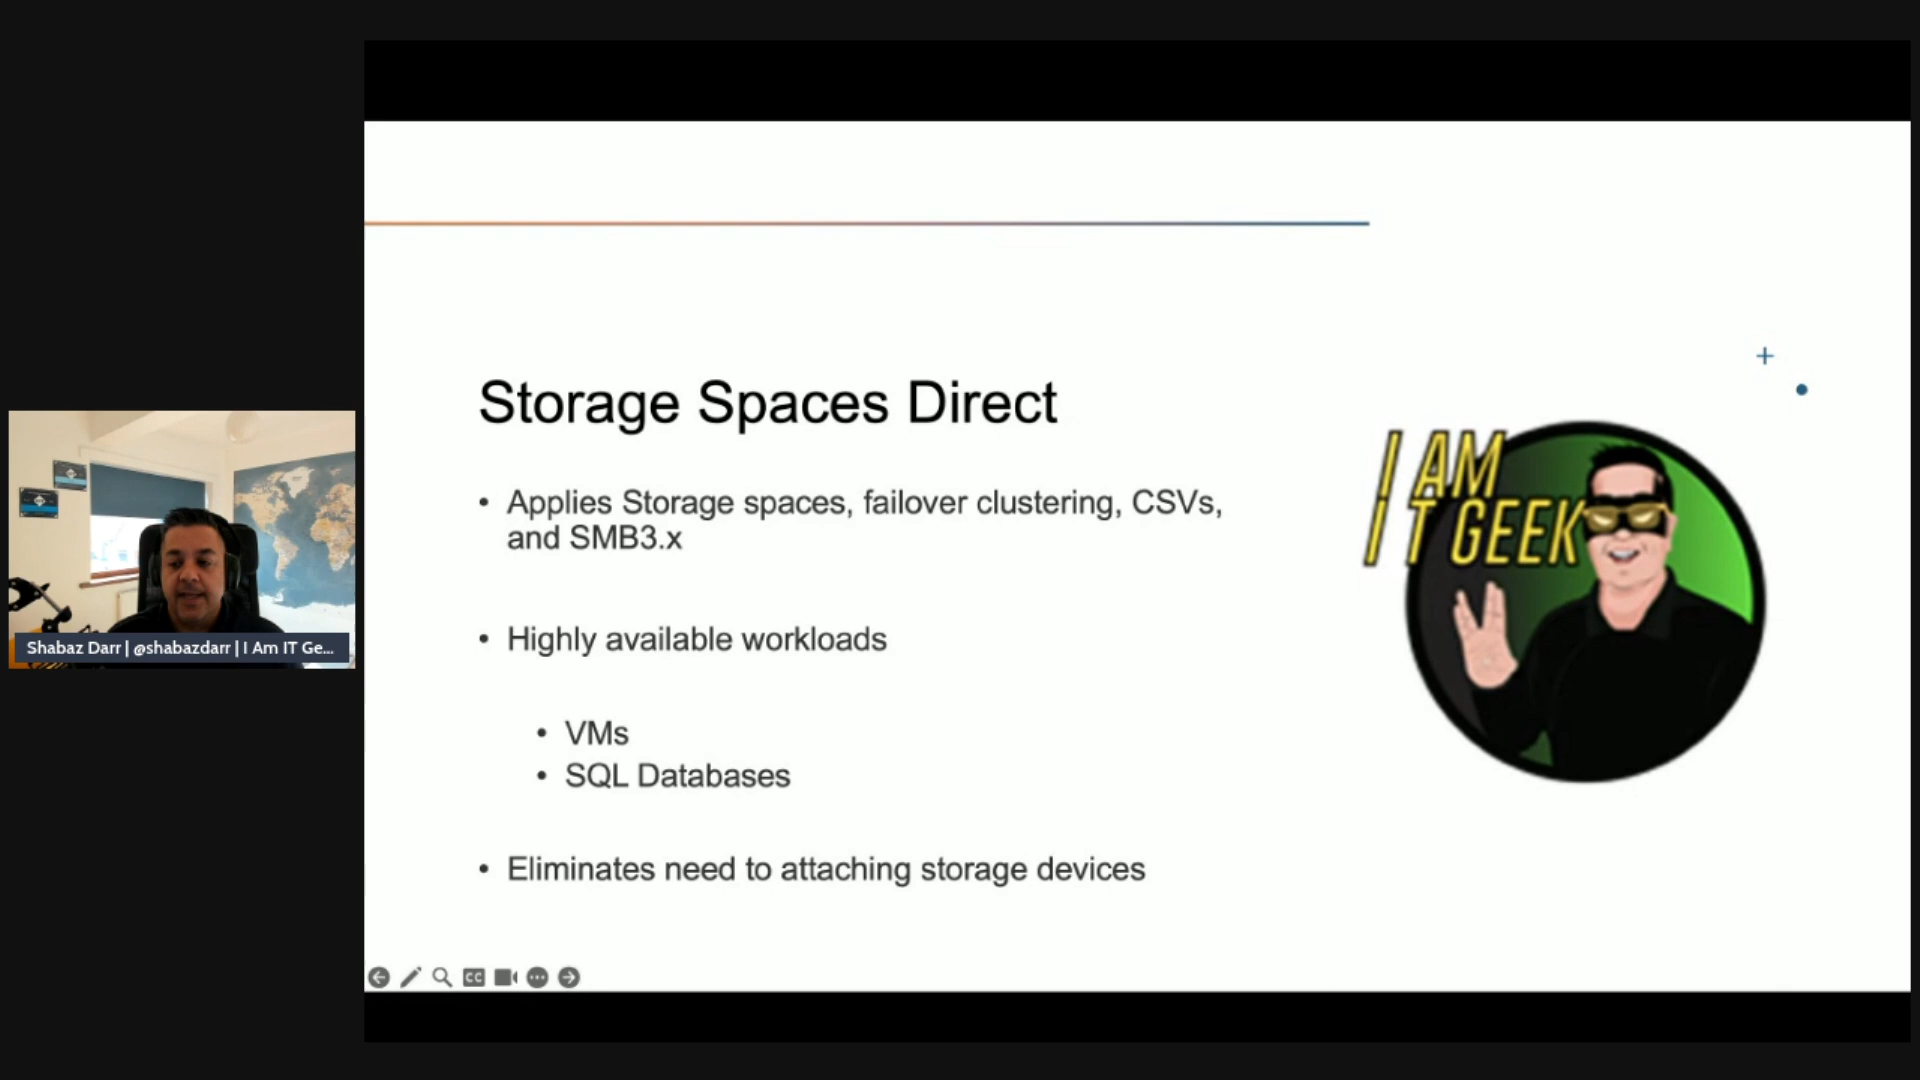 Storage Spaces Direct
• Applies Storage spaces, failover clustering, CSVs,
and SMB3.x
• Highly available workloads
• VMs
• SQL Databases
• Eliminates need to attaching storage devices
I AM
IT GEEK
Shabaz Darr | @shabazdarr | I Am IT Ge...
CC